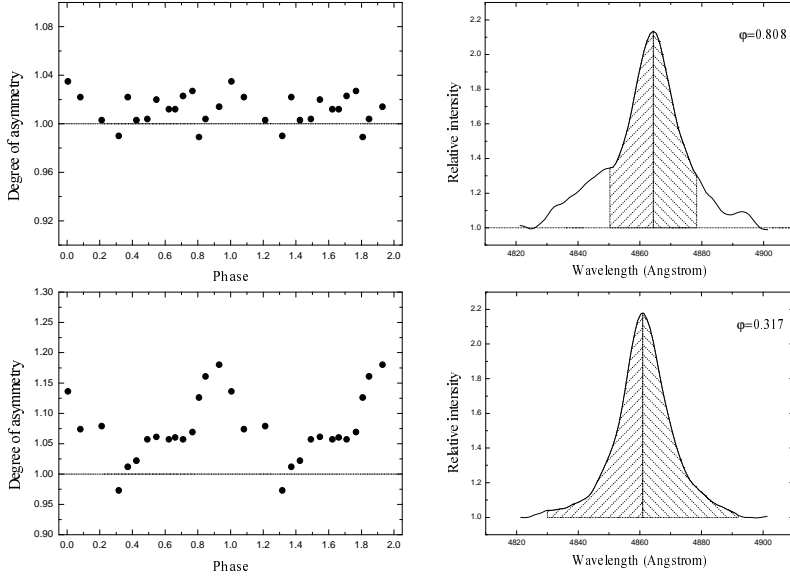 1.08
1.04
1.00
0.96
0.92
Degree of asymmetry
0.0 0.2 0.4 0.6 0.8 1.0 1.2 1.4 1.6 1.8 2.0
Phase
2.2
2.0
1.8
1.6
1.4
1.2
1.0
Relative intensity
φ=0.808
4820 4840 4860 4880 4900
Wavelength (Angstrom)
1.30
1.25
1.20
1.15
1.10
1.05
1.00
0.95
0.90
Degree of asymmetry
0.0 0.2 0.4 0.6 0.8 1.0 1.2 1.4 1.6 1.8 2.0
Phase
2.2
2.0
1.8
1.6
1.4
1.2
1.0
Relative intensity
φ=0.317
4820 4840 4860 4880 4900
Wavelength (Angstrom)